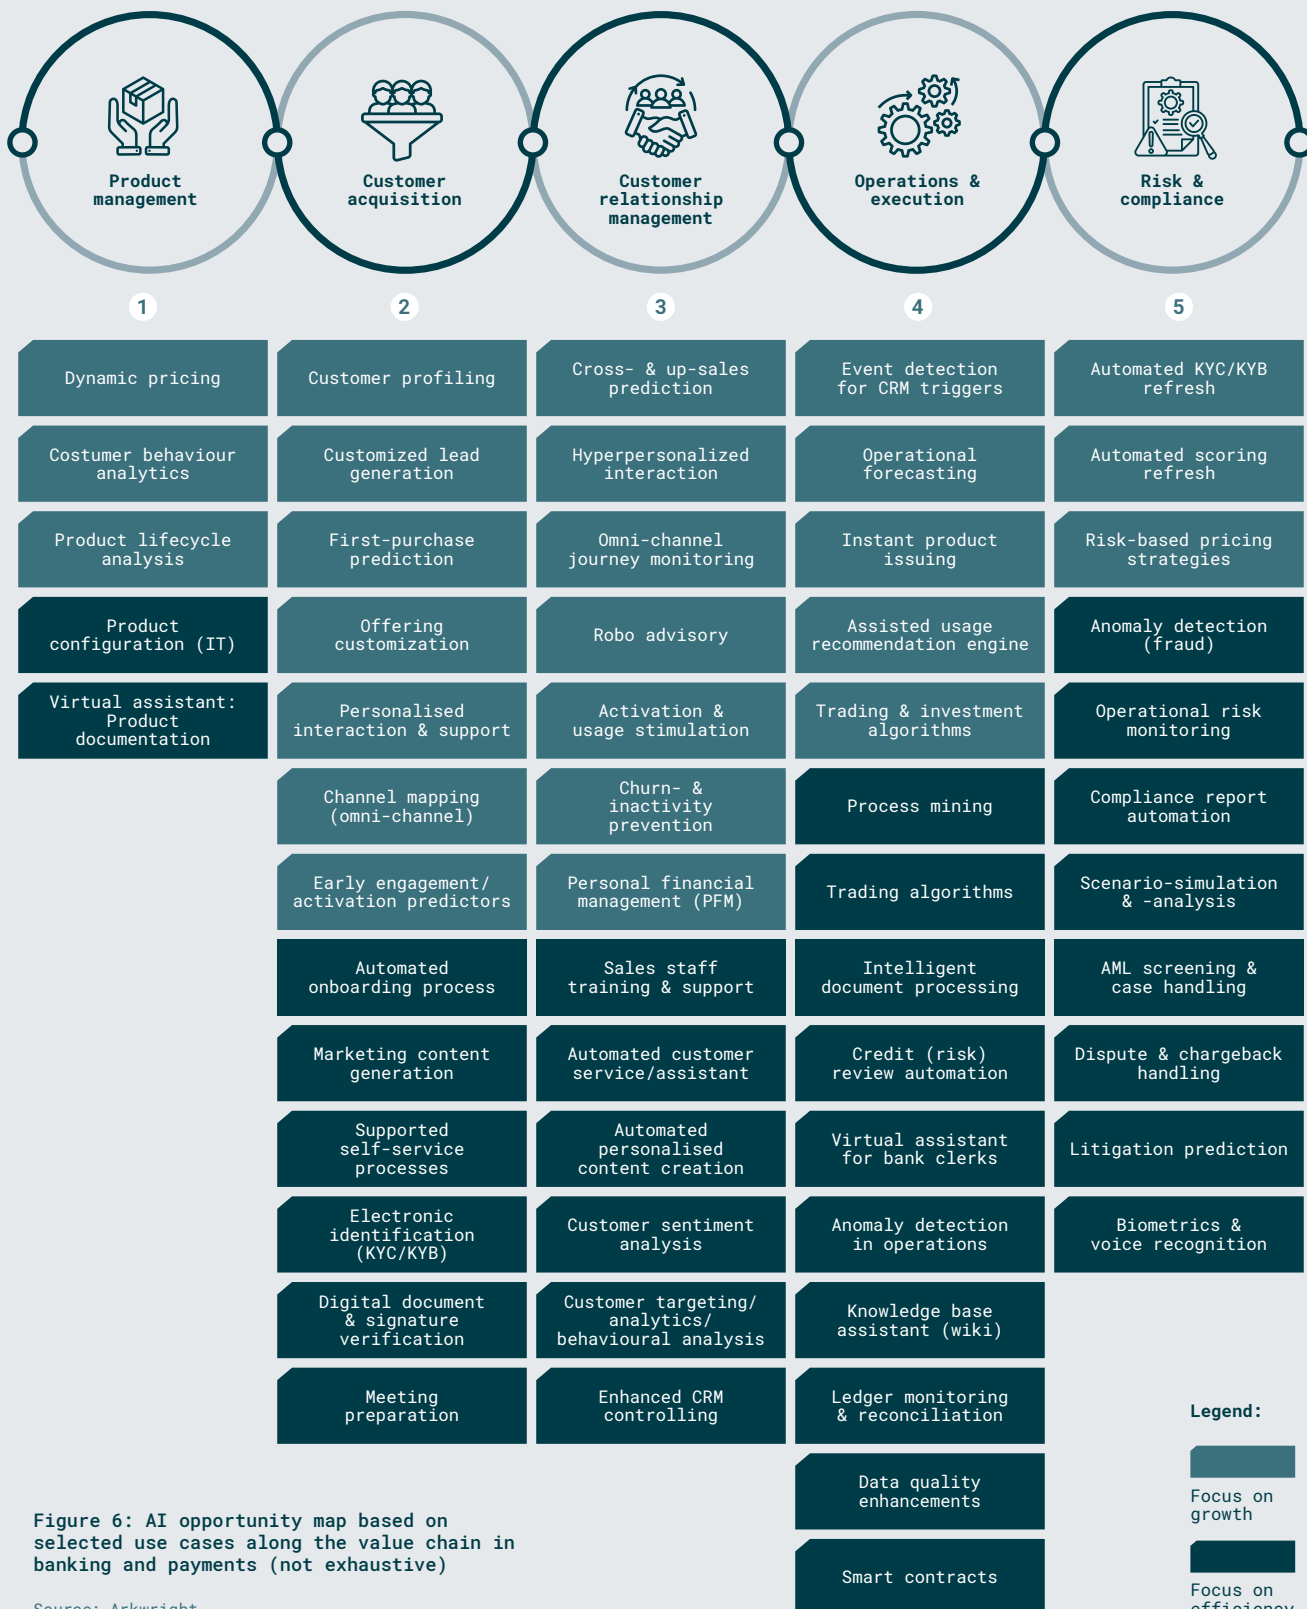 Product
management
Customer
acquisition
Customer
relationship
management
Operations &
execution
Risk &
compliance
1
2
3
4
5
Dynamic pricing
Costumer behaviour
analytics
Product lifecycle
analysis
Product
configuration (IT)
Virtual assistant:
Product
documentation
Customer profiling
Customized lead
generation
First-purchase
prediction
Offering
customization
Personalised
interaction & support
Channel mapping
(omni-channel)
Early engagement/
activation predictors
Automated
onboarding process
Marketing content
generation
Supported
self-service
processes
Electronic
identification
(KYC/KYB)
Digital document
& signature
verification
Meeting
preparation
Cross- & up-sales
prediction
Hyperpersonalized
interaction
Omni-channel
journey monitoring
Robo advisory
Activation &
usage stimulation
Churn- &
inactivity
prevention
Personal financial
management (PFM)
Sales staff
training & support
Automated customer
service/assistant
Automated
personalised
content creation
Customer sentiment
analysis
Customer targeting/
analytics/
behavioural analysis
Enhanced CRM
controlling
Event detection
for CRM triggers
Operational
forecasting
Instant product
issuing
Assisted usage
recommendation engine
Trading & investment
algorithms
Process mining
Trading algorithms
Intelligent
document processing
Credit (risk)
review automation
Virtual assistant
for bank clerks
Anomaly detection
in operations
Knowledge base
assistant (wiki)
Ledger monitoring
& reconciliation
Data quality
enhancements
Smart contracts
Automated KYC/KYB
refresh
Automated scoring
refresh
Risk-based pricing
strategies
Anomaly detection
(fraud)
Operational risk
monitoring
Compliance report
automation
Scenario-simulation
& -analysis
AML screening &
case handling
Dispute & chargeback
handling
Litigation prediction
Biometrics &
voice recognition
Legend:
Focus on
growth
Focus on
efficiency
Figure 6: AI opportunity map based on
selected use cases along the value chain in
banking and payments (not exhaustive)
Source: Arkwright